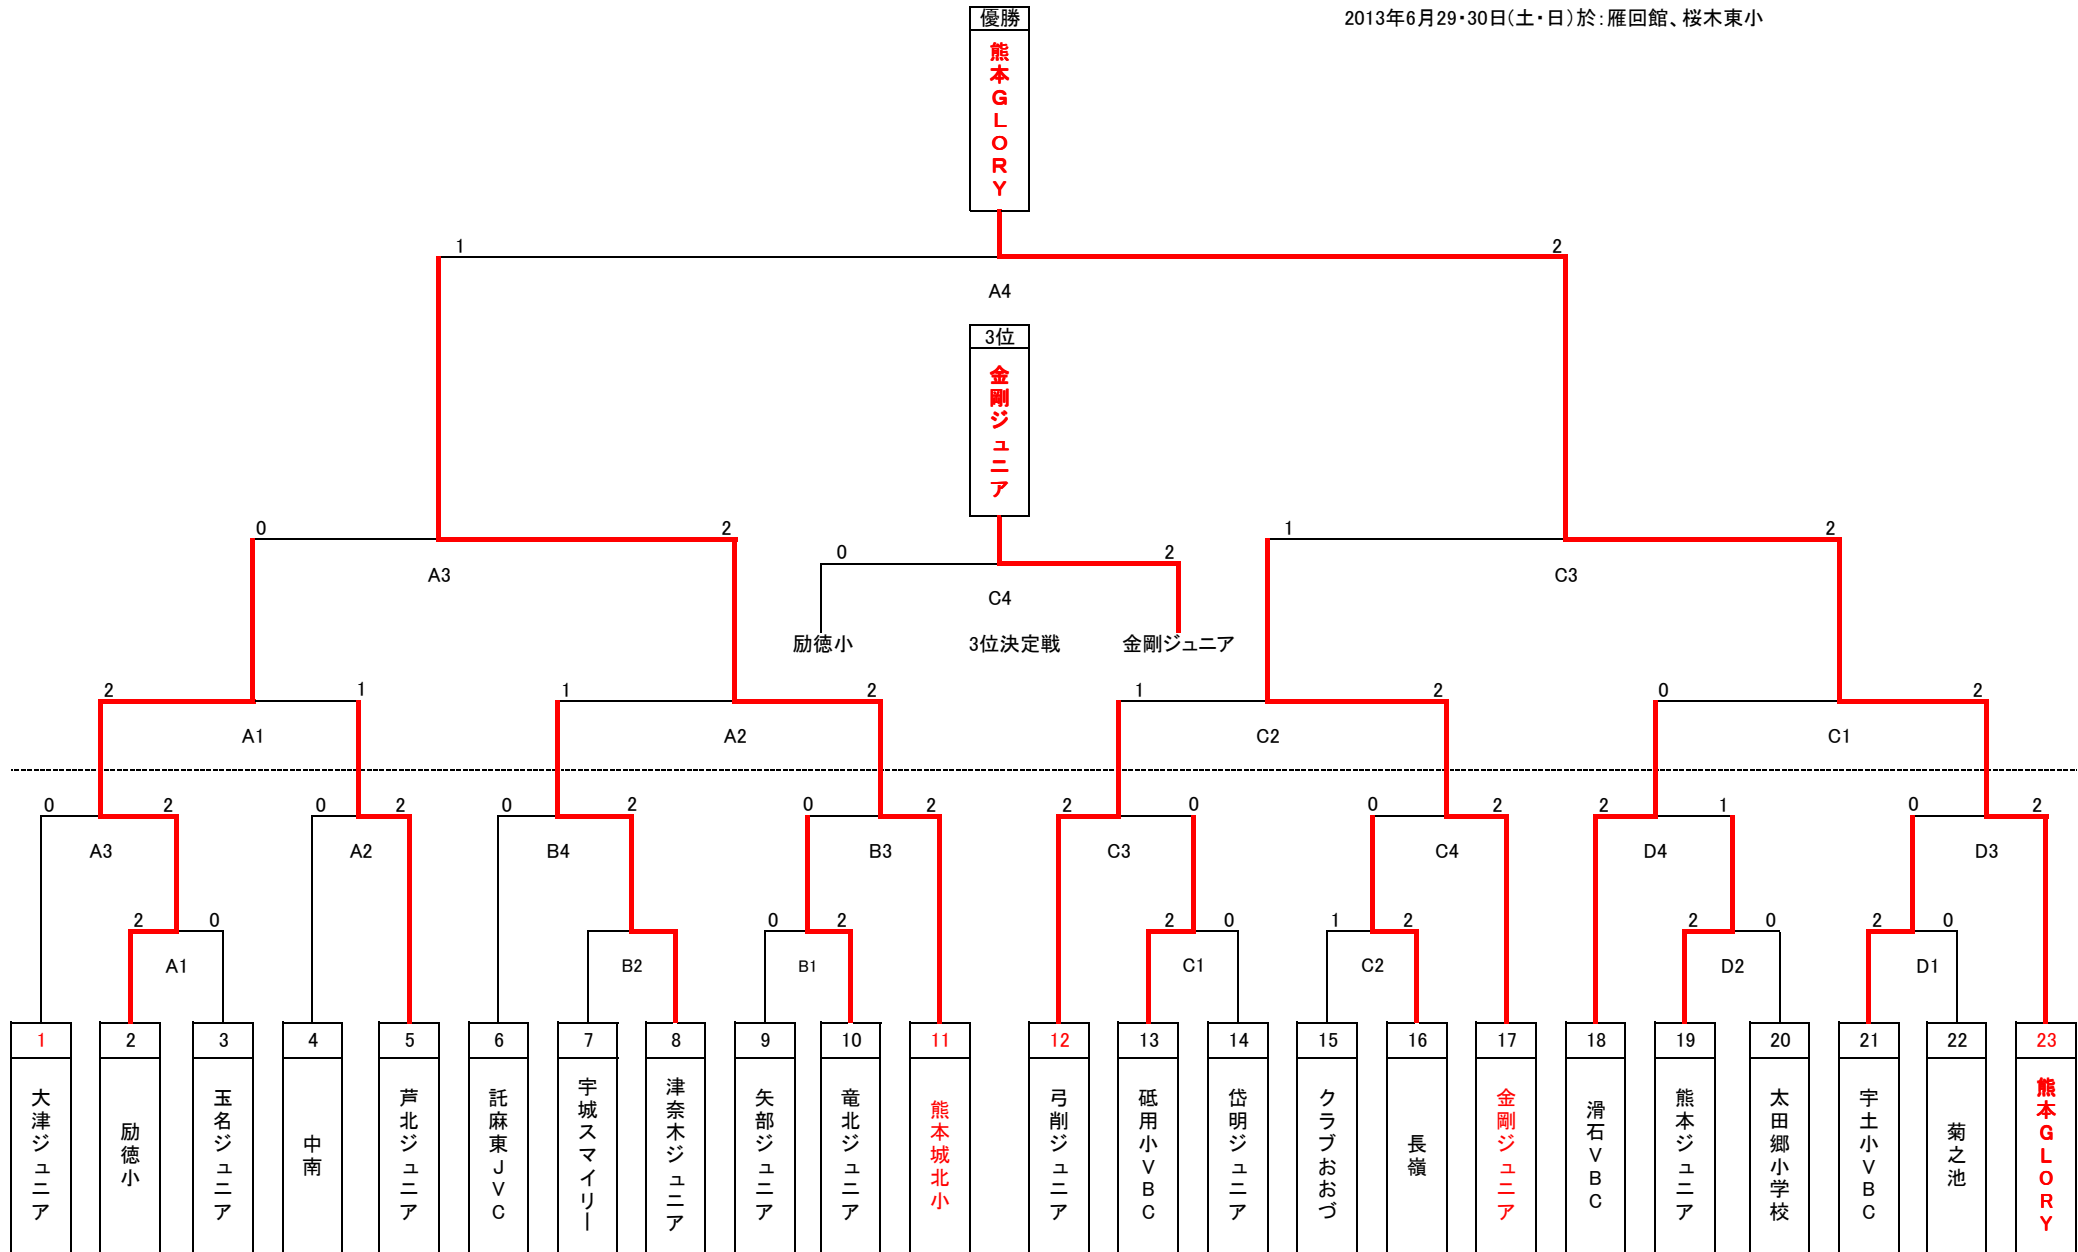 2013年6月29・30日(土・日)於:雁回館、桜木東小
優勝
熊本GLORY
1 2
A4
3位
金剛ジュニア
0 2 1 2
0 2
A3 C3
C4
励徳小 3位決定戦 金剛ジュニア
2 1 1 2 1 2 0 2
A1 A2 C2 C1
0 2 0 2 0 2 0 2 2 0 0 2 2 1 0 2
A3 A2 B4 B3 C3 C4 D4 D3
2 0 0 2 2 0 1 2 2 0 2 0
A1 B2 B1 C1 C2 D2 D1
1 2 3 4 5 6 7 8 9 10 11 12 13 14 15 16 17 18 19 20 21 22 23
大津ジュニア
励徳小
玉名ジュニア
中南
芦北ジュニア
託麻東JVC
宇城スマイリー
津奈木ジュニア
矢部ジュニア
竜北ジュニア
熊本城北小
弓削ジュニア
砥用小VBC
岱明ジュニア
クラブおおづ
長嶺
金剛ジュニア
滑石VBC
熊本ジュニア
太田郷小学校
宇土小VBC
菊之池
熊本GLORY